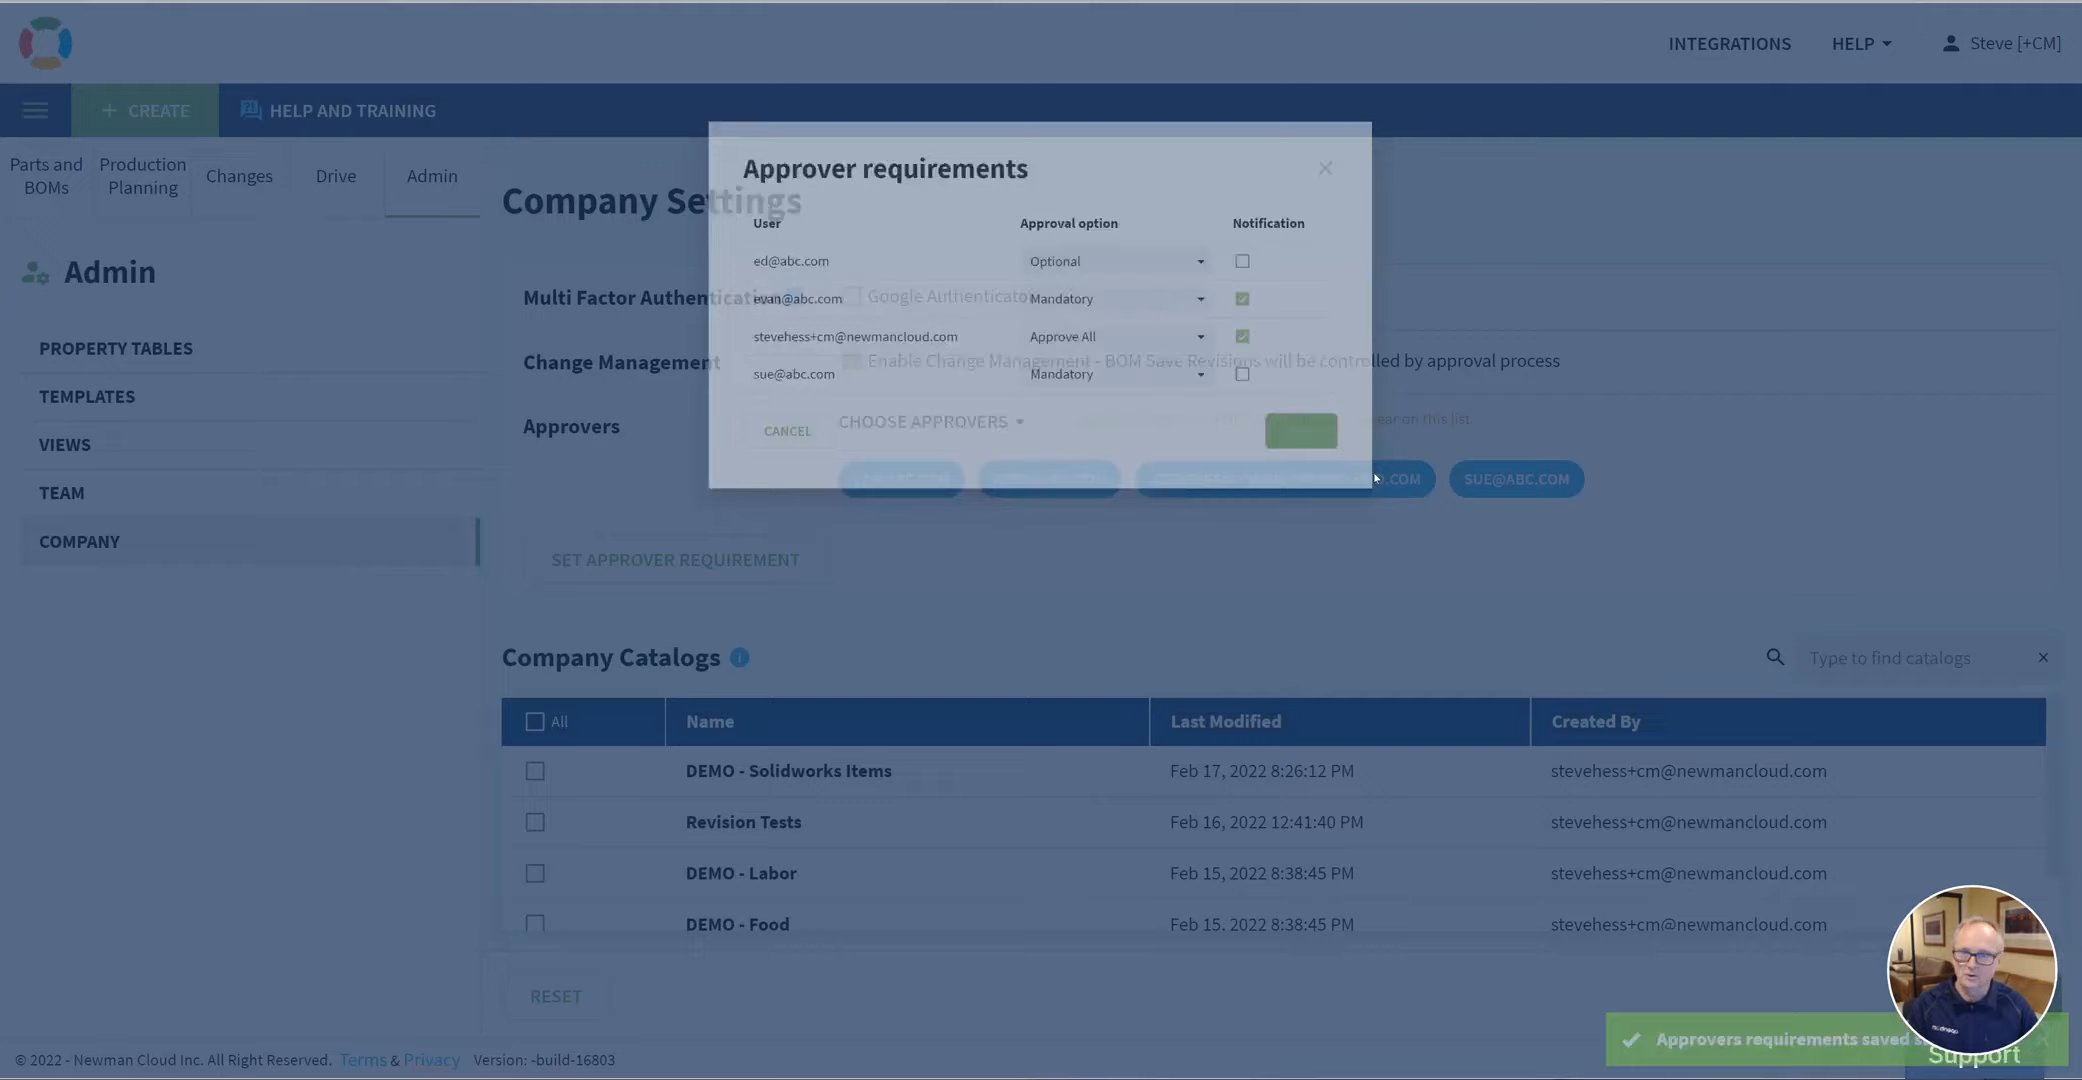 INTEGRATIONS
HELP
Steve [+CM]
CREATE
HELP AND TRAINING
Parts and BOMs
Production Planning
Changes
Drive
Admin
Admin
PROPERTY TABLES
TEMPLATES
VIEWS
TEAM
COMPANY
Company Settings
Multi Factor Authentication
Google Authenticator
Change Management
Enable Change Management - BOM Save Revisions will be controlled by approval process
Approvers
CHOOSE APPROVERS
ear on this list
.COM
SUE@ABC.COM
SET APPROVER REQUIREMENT
Approver requirements
User
Approval option
Notification
ed@abc.com
Optional
Mandatory
stevehess+cm@newmancloud.com
Approve All
sue@abc.com
Mandatory
CANCEL
Company Catalogs
Type to find catalogs
All
Name
Last Modified
Created By
DEMO - Solidworks Items
Feb 17, 2022 8:26:12 PM
stevehess+cm@newmancloud.com
Revision Tests
Feb 16, 2022 12:41:40 PM
stevehess+cm@newmancloud.com
DEMO - Labor
Feb 15, 2022 8:38:45 PM
stevehess+cm@newmancloud.com
DEMO - Food
Feb 15, 2022 8:38:45 PM
stevehess+cm@newmancloud.com
RESET
Approvers requirements saved
Support
© 2022 - Newman Cloud Inc. All Right Reserved. Terms & Privacy Version: -build-16803